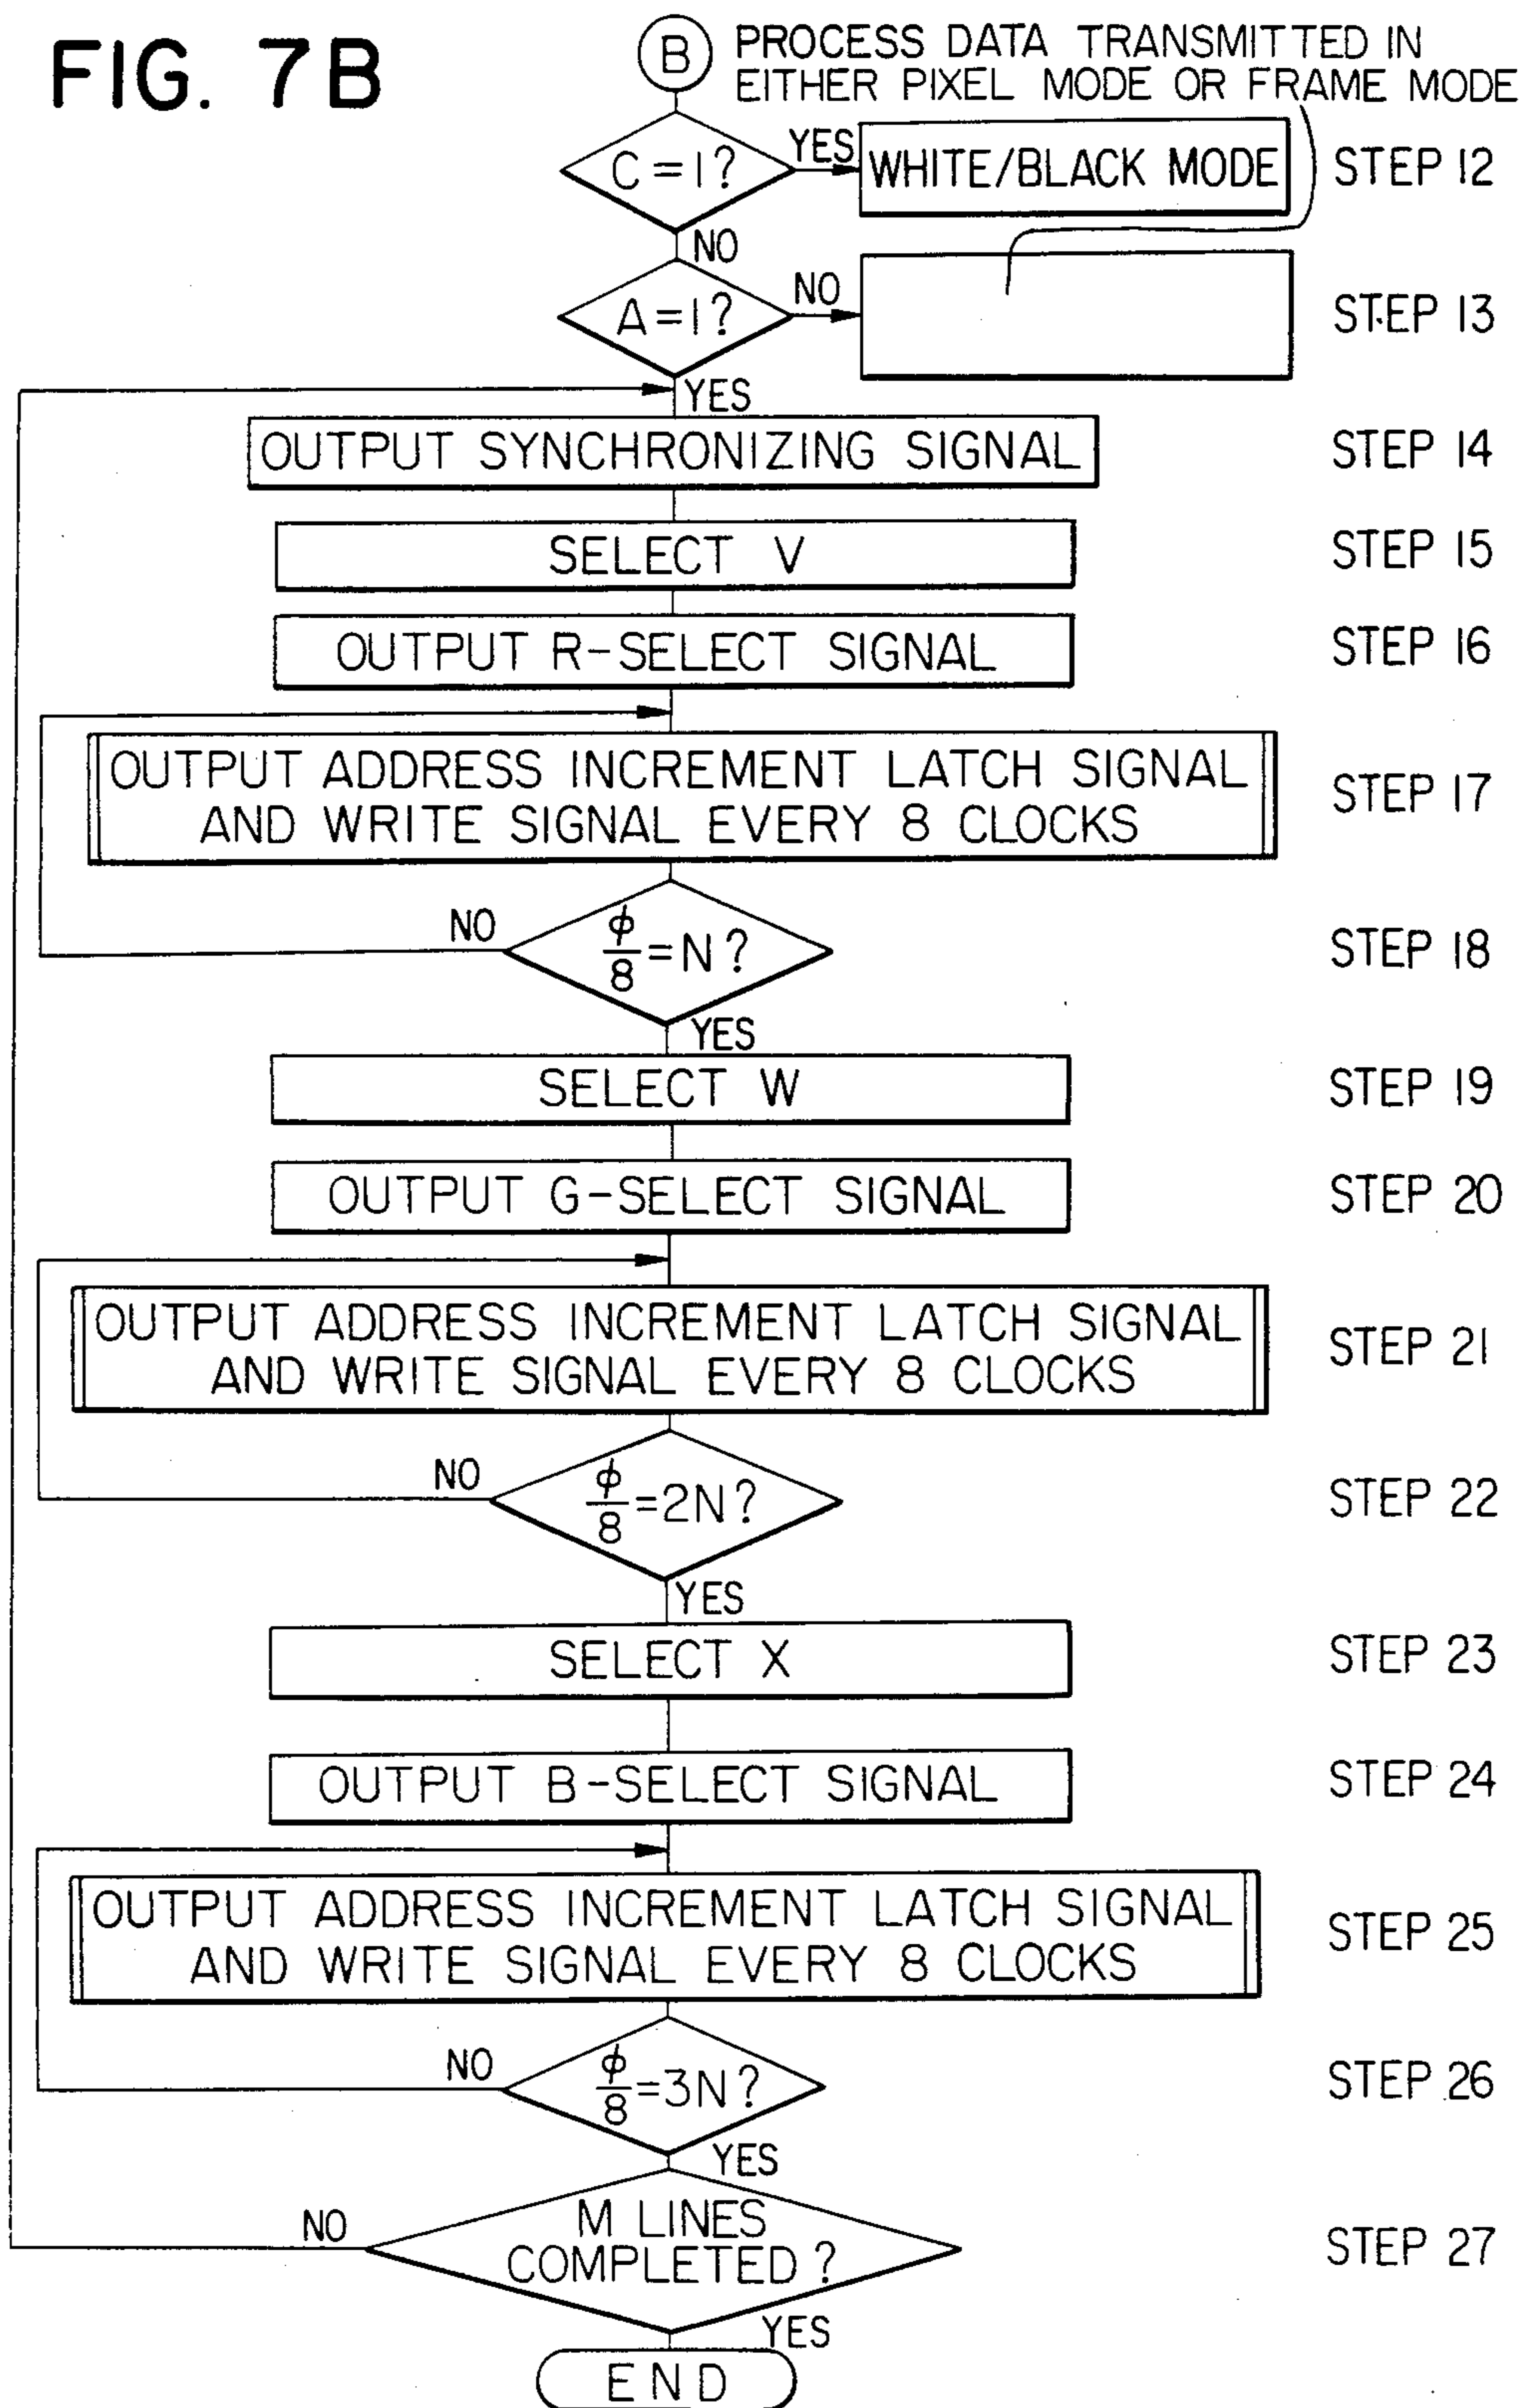 FIG. 7B
B
PROCESS DATA TRANSMITTED IN
EITHER PIXEL MODE OR FRAME MODE
C=1?
YES
WHITE/BLACK MODE
STEP 12
NO
A=1?
NO
STEP 13
YES
OUTPUT SYNCHRONIZING SIGNAL
STEP 14
SELECT V
STEP 15
OUTPUT R-SELECT SIGNAL
STEP 16
OUTPUT ADDRESS INCREMENT LATCH SIGNAL
AND WRITE SIGNAL EVERY 8 CLOCKS
STEP 17
NO
ϕ/8=N?
STEP 18
YES
SELECT W
STEP 19
OUTPUT G-SELECT SIGNAL
STEP 20
OUTPUT ADDRESS INCREMENT LATCH SIGNAL
AND WRITE SIGNAL EVERY 8 CLOCKS
STEP 21
NO
ϕ/8=2N?
STEP 22
YES
SELECT X
STEP 23
OUTPUT B-SELECT SIGNAL
STEP 24
OUTPUT ADDRESS INCREMENT LATCH SIGNAL
AND WRITE SIGNAL EVERY 8 CLOCKS
STEP 25
NO
ϕ/8=3N?
STEP 26
YES
NO
M LINES
COMPLETED?
STEP 27
YES
END